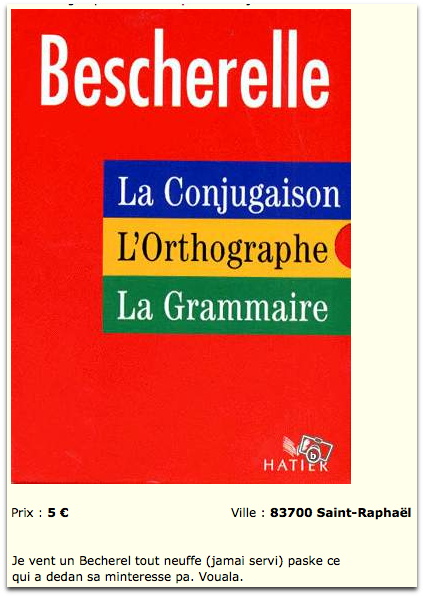 Bescherelle
La Conjugaison
L'Orthographe
La Grammaire
HATIER
Prix : 5 € Ville : 83700 Saint-Raphaël
Je vent un Becherel tout neuffe (jamai servi) paske ce
qui a dedan sa minteresse pa. Vouala.